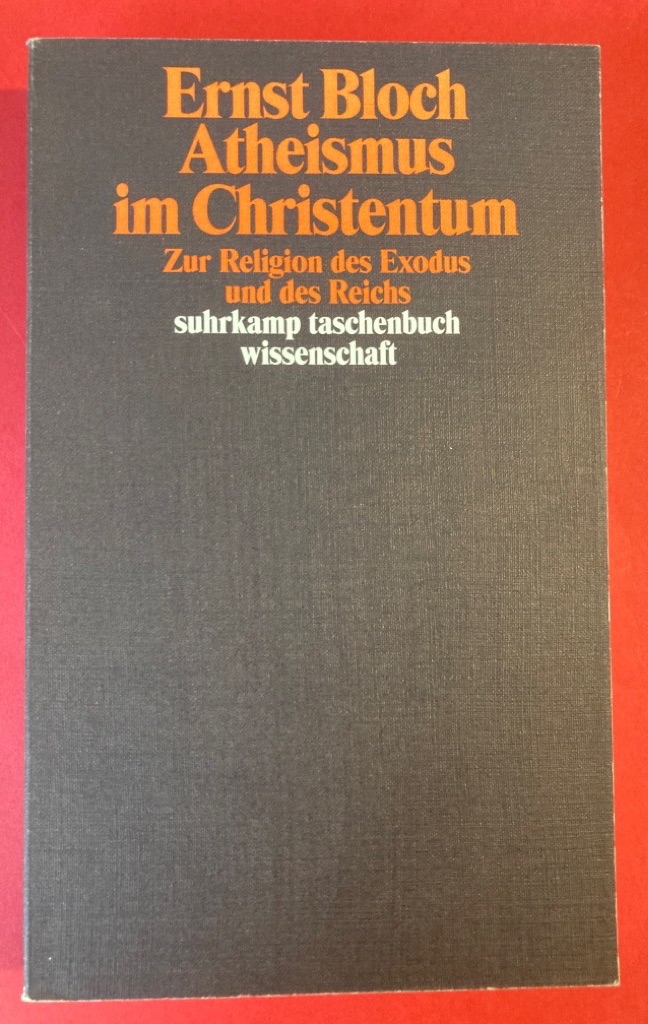 Ernst Bloch
Atheismus
im Christentum
Zur Religion des Exodus
und des Reichs
suhrkamp taschenbuch
wissenschaft